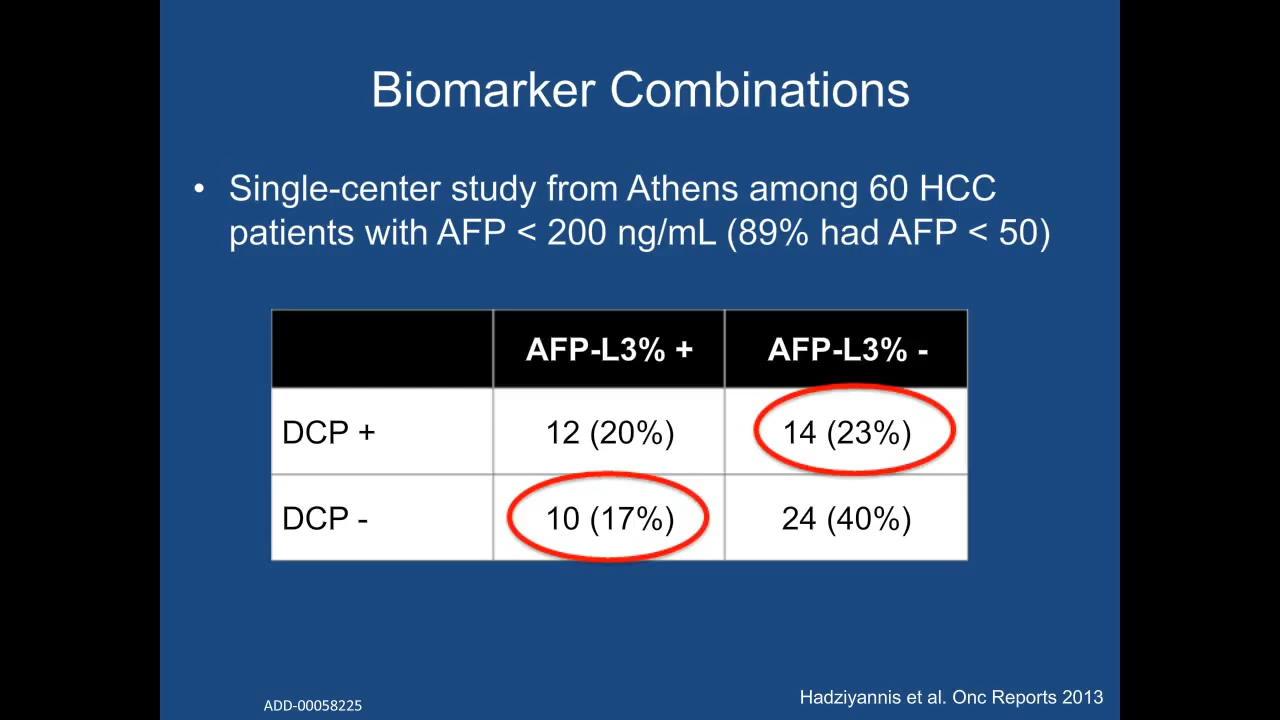 Biomarker Combinations
• Single-center study from Athens among 60 HCC
patients with AFP < 200 ng/mL (89% had AFP < 50)
AFP-L3% + AFP-L3% -
DCP + 12 (20%) 14 (23%)
DCP - 10 (17%) 24 (40%)
Hadziyannis et al. Onc Reports 2013
ADD-00058225